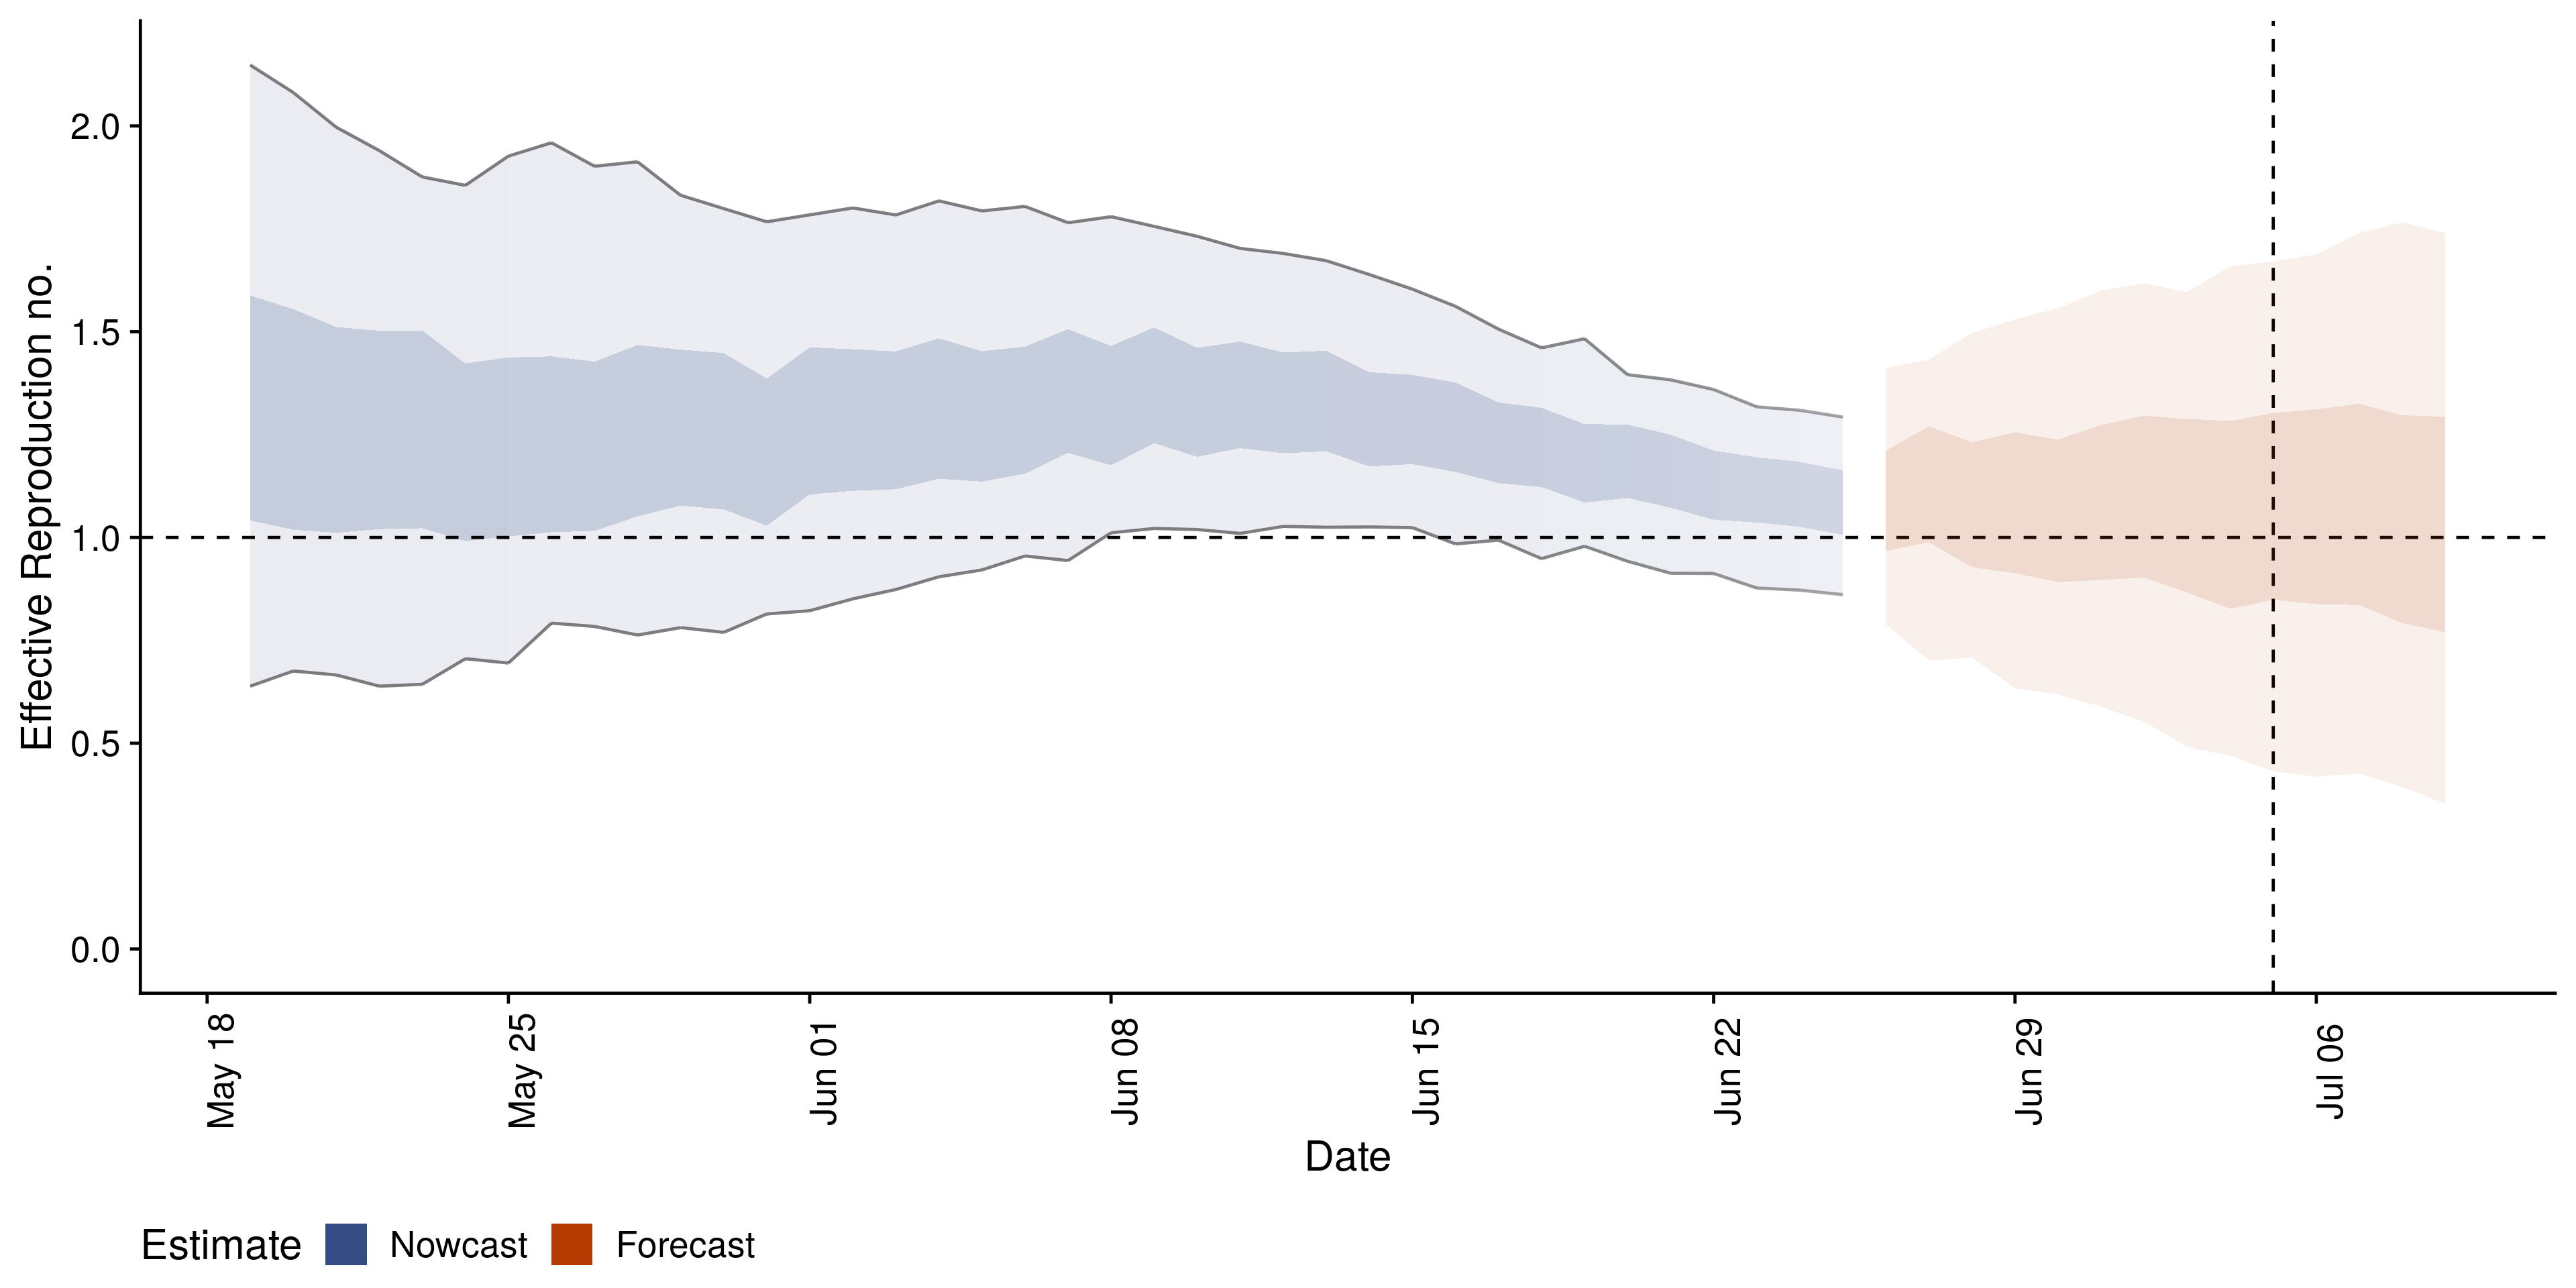 Effective Reproduction no.
2.0
1.5
1.0
0.5
0.0
May 18
May 25
Jun 01
Jun 08
Jun 15
Jun 22
Jun 29
Jul 06
Date
Estimate Nowcast Forecast